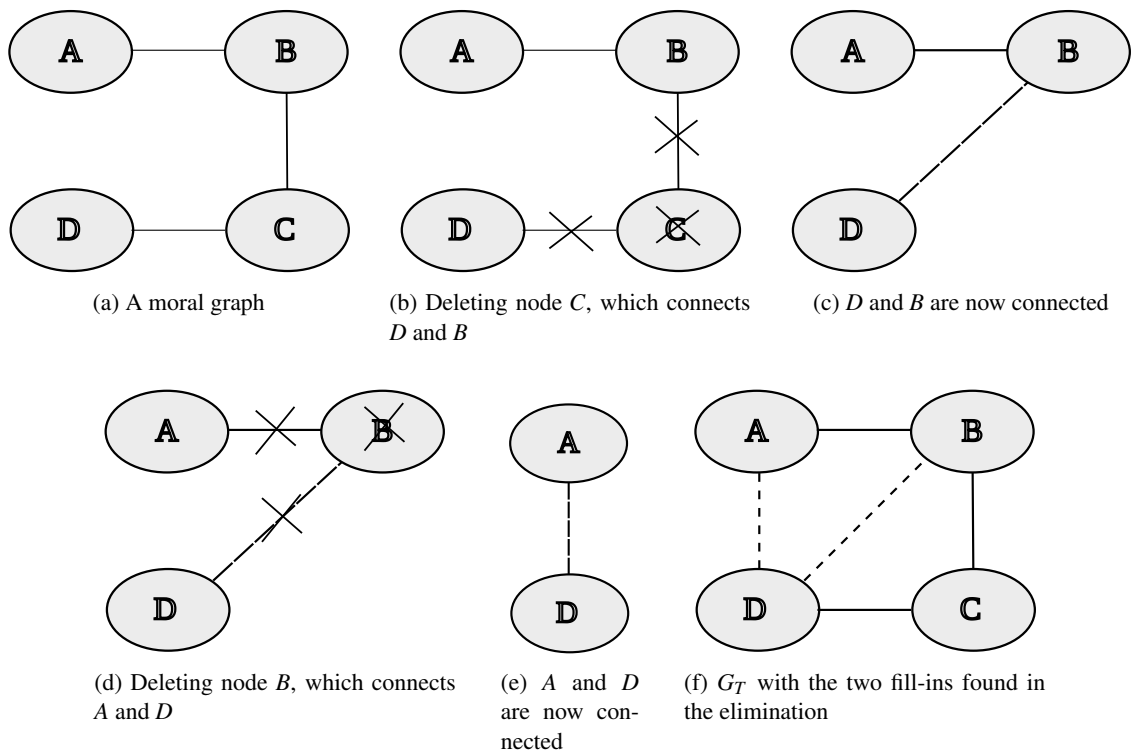 A B A B A B
D C D C D
(a) A moral graph
(b) Deleting node C, which connects
D and B
(c) D and B are now connected
A B
D
(d) Deleting node B, which connects
A and D
A
D
(e) A and D
are now con-
nected
A B
D C
(f) G_T with the two fill-ins found in
the elimination